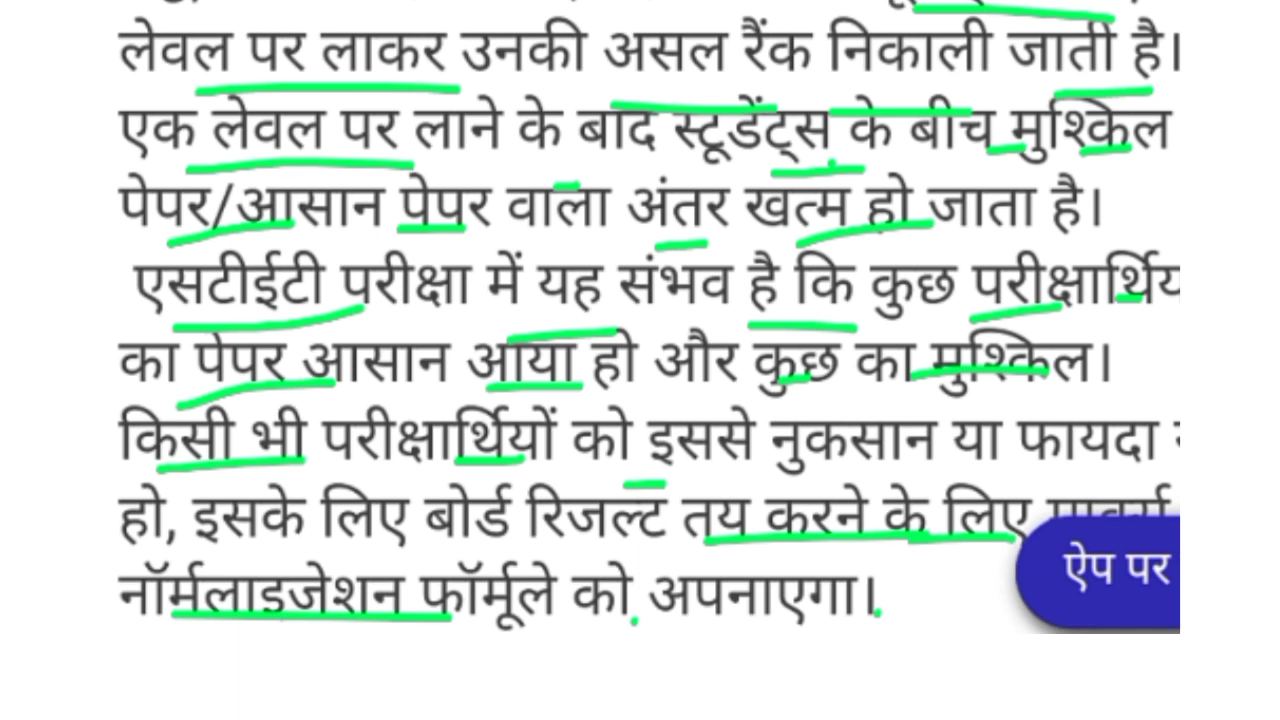 लेवल पर लाकर उनकी असल रैंक निकाली जाती है।
एक लेवल पर लाने के बाद स्टूडेंट्स के बीच मुश्किल
पेपर/आसान पेपर वाला अंतर खत्म हो जाता है।
एसटीईटी परीक्षा में यह संभव है कि कुछ
का पेपर आसान आया हो और कुछ का मुश्किल।
किसी भी परीक्षार्थियों को इससे नुकसान या फायदा
हो, इसके लिए बोर्ड रिजल्ट तय करने के लिए
नॉर्मलाइजेशन फॉर्मूले को अपनाएगा।
ऐप पर